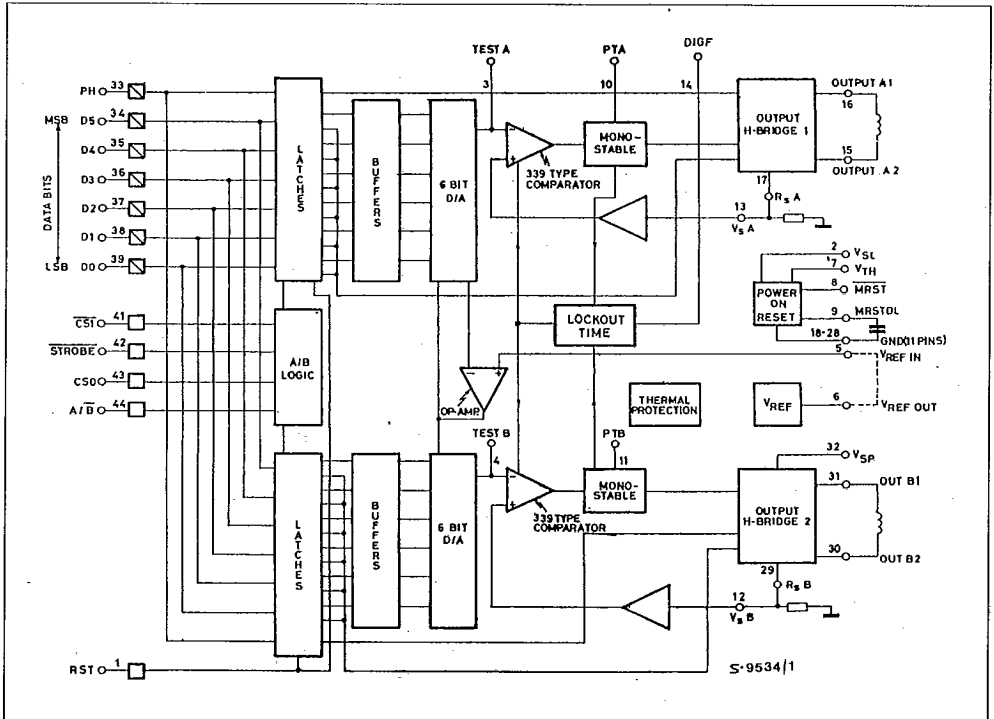 TEST A
PTA
DIGF
3
10
14
PH 33
MSB D5 34
D4 35
D3 36
D2 37
D1 38
LSB D0 39
DATA BITS
LATCHES
BUFFERS
6 BIT D/A
339 TYPE COMPARATOR
MONO-STABLE
OUTPUT H-BRIDGE 1
OUTPUT A1
16
15
OUTPUT A2
17
RsA
13
VsA
2 VSL
7 VTH
8 MRST
9 MRSTDL
18-28 GND(11 PINS)
POWER ON RESET
5 VREF IN
6 VREF OUT
VREF
THERMAL PROTECTION
LOCKOUT TIME
OP-AMP.
CS1 41
STROBE 42
CS0 43
A/B 44
A/B LOGIC
TEST B
4
PTB
11
LATCHES
BUFFERS
6 BIT D/A
339 TYPE COMPARATOR
MONO-STABLE
OUTPUT H-BRIDGE 2
32 VSP
31 OUT B1
30 OUT B2
29
RsB
12
VsB
RST 1
S-9534/1